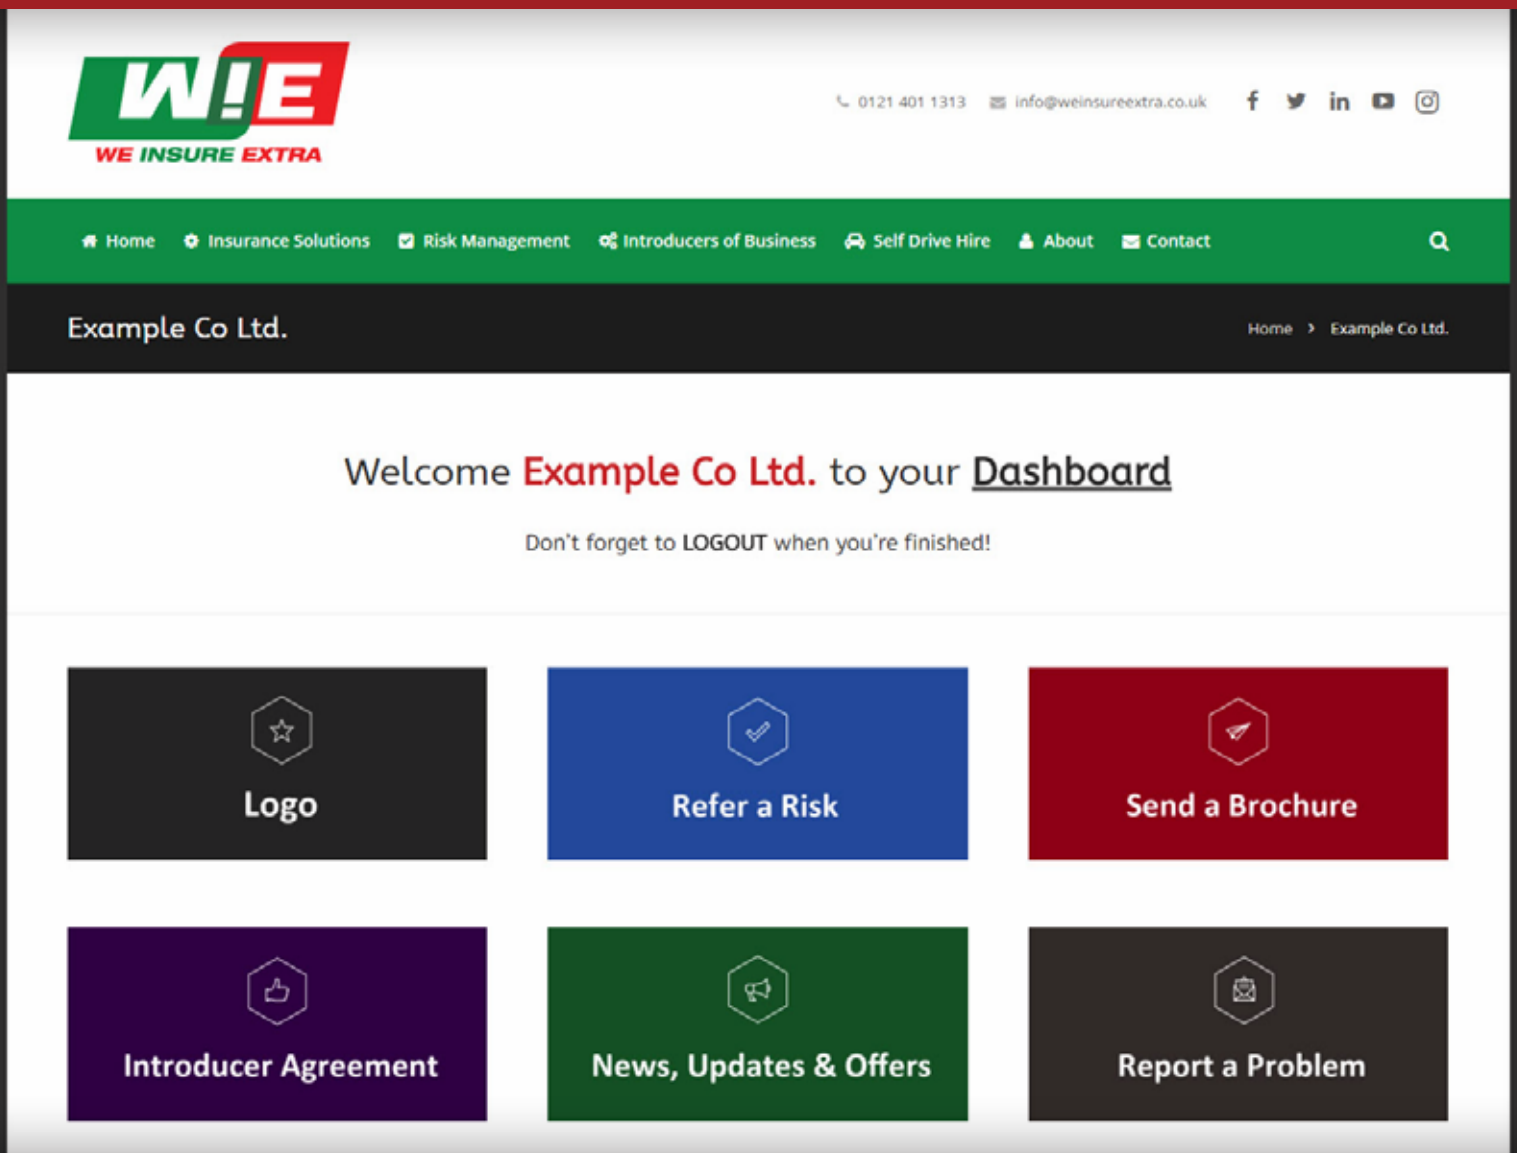 W!E
WE INSURE EXTRA
0121 401 1313 info@weinsureextra.co.uk
Home Insurance Solutions Risk Management Introducers of Business Self Drive Hire About Contact
Example Co Ltd.
Home > Example Co Ltd.
Welcome Example Co Ltd. to your Dashboard
Don't forget to LOGOUT when you're finished!
Logo
Refer a Risk
Send a Brochure
Introducer Agreement
News, Updates & Offers
Report a Problem